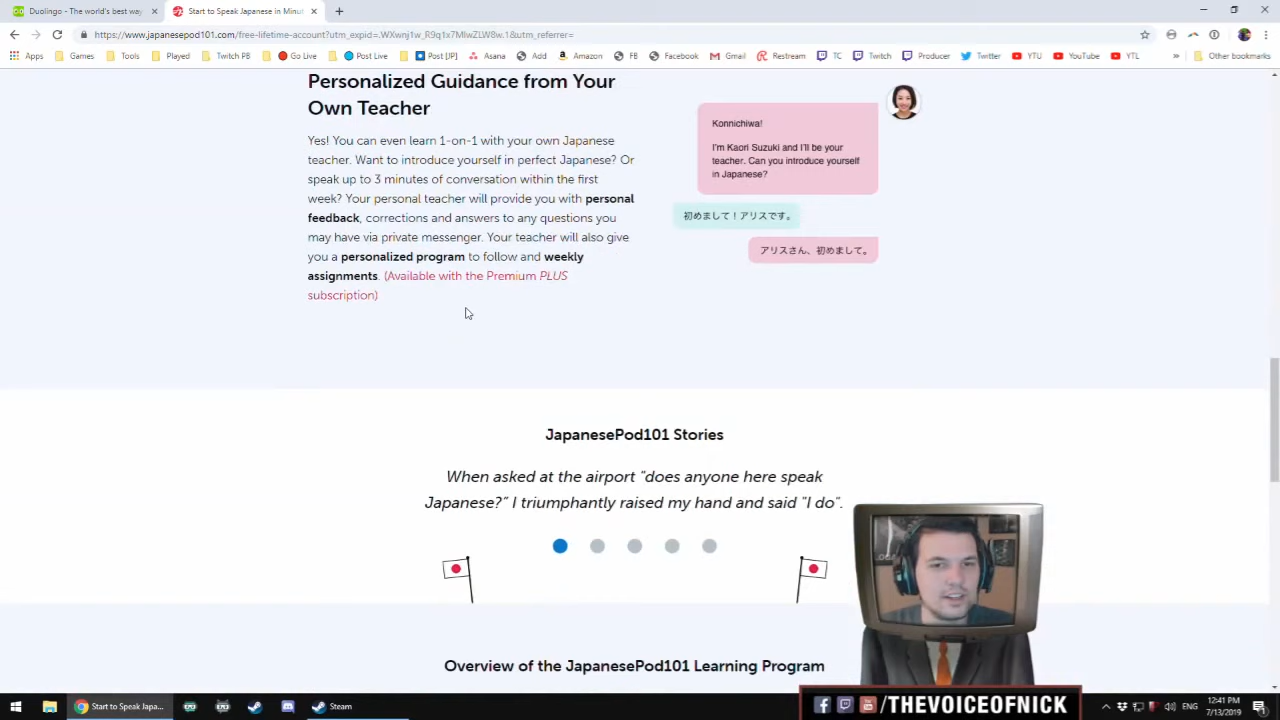 Duolingo - The world's best way
Start to Speak Japanese in Minut
https://www.japanesepod101.com/free-lifetime-account?utm_expid=.WXwnj1w_R9q1x7MlwZLW8w.1&utm_referrer=
Apps Games Tools Played Twitch PB Go Live Post Live Post [JP] Asana Add Amazon FB Asana Facebook Gmail Restream TC Twitch Producer Twitter YTU YouTube YTL » Other bookmarks
Personalized Guidance from Your
Own Teacher
Yes! You can even learn 1-on-1 with your own Japanese
teacher. Want to introduce yourself in perfect Japanese? Or
speak up to 3 minutes of conversation within the first
week? Your personal teacher will provide you with personal
feedback, corrections and answers to any questions you
may have via private messenger. Your teacher will also give
you a personalized program to follow and weekly
assignments. (Available with the Premium PLUS
subscription)
Konnichiwa!
I'm Kaori Suzuki and I'll be your
teacher. Can you introduce yourself
in Japanese?
初めまして！アリスです。
アリスさん、初めまして。
JapanesePod101 Stories
When asked at the airport "does anyone here speak
Japanese?" I triumphantly raised my hand and said "I do".
Overview of the JapanesePod101 Learning Program
/THEVOICEOFNICK
Start to Speak Japa...
Steam
12:41 PM
7/13/2019